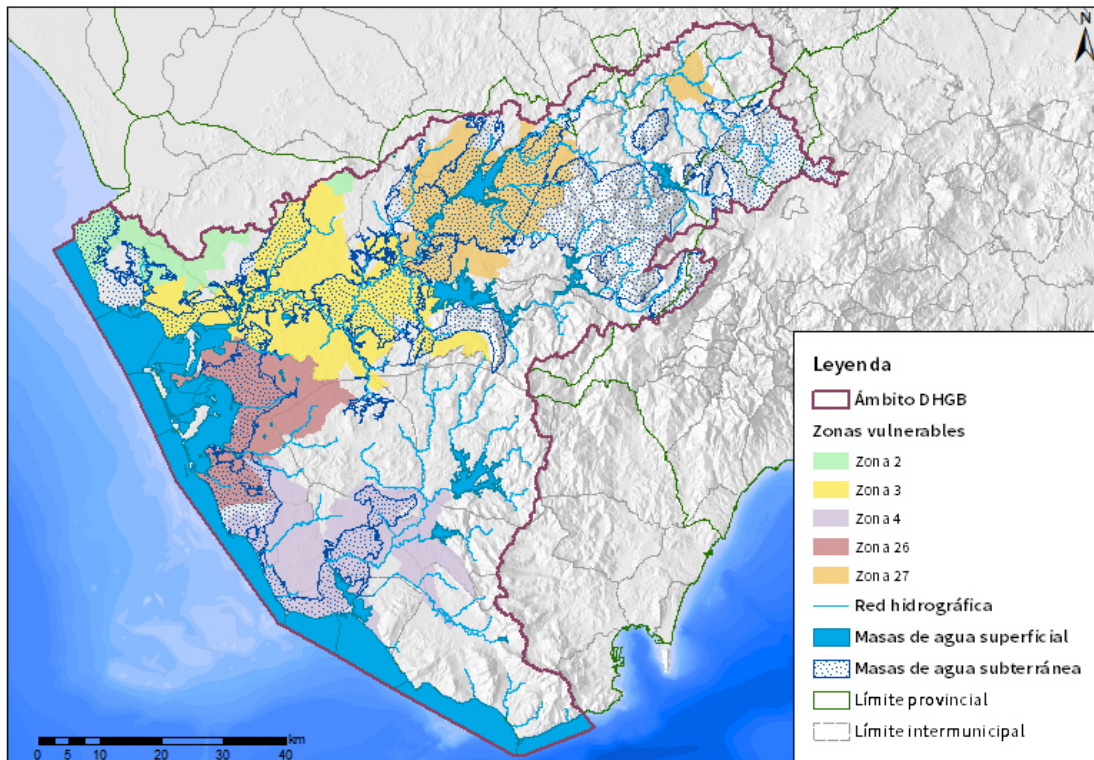 N
Leyenda
Ámbito DHGB
Zonas vulnerables
Zona 2
Zona 3
Zona 4
Zona 26
Zona 27
Red hidrográfica
Masas de agua superficial
Masas de agua subterránea
Límite provincial
Límite intermunicipal
km
0 5 10 20 30 40